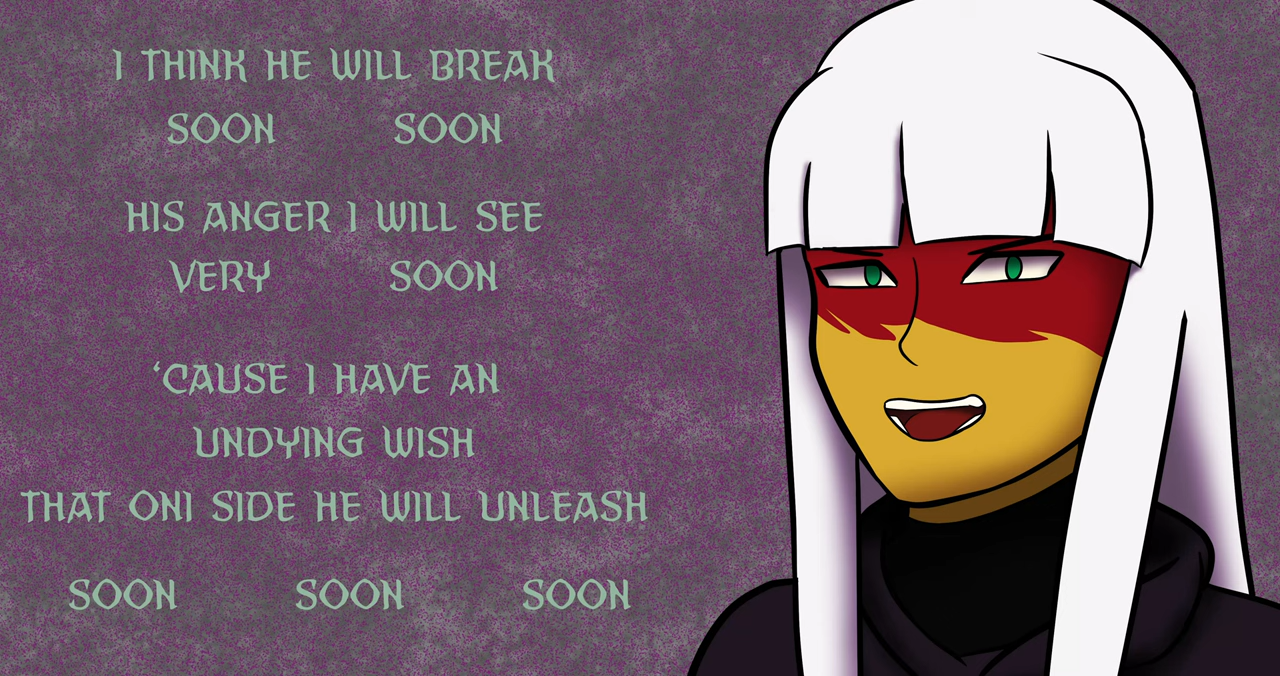 I THINK HE WILL BREAK
SOON SOON
HIS ANGER I WILL SEE
VERY SOON
‘CAUSE I HAVE AN
UNDYING WISH
THAT ONI SIDE HE WILL UNLEASH
SOON SOON SOON